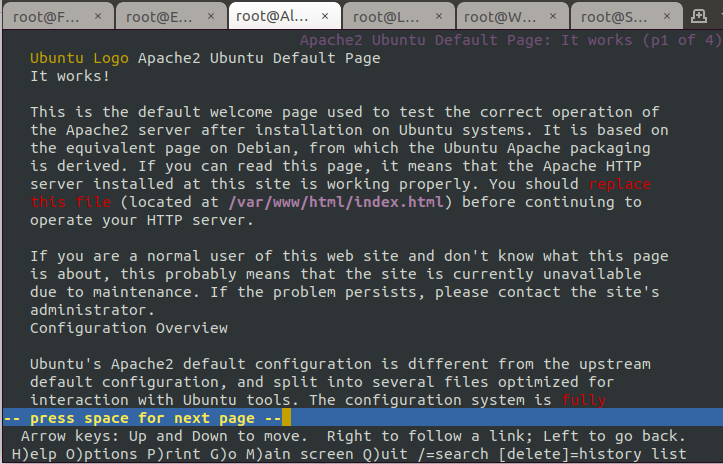 root@F... × root@E... × root@Al... × root@L... × root@W... × root@S... ×
Apache2 Ubuntu Default Page: It works (p1 of 4)
Ubuntu Logo Apache2 Ubuntu Default Page
It works!
This is the default welcome page used to test the correct operation of
the Apache2 server after installation on Ubuntu systems. It is based on
the equivalent page on Debian, from which the Ubuntu Apache packaging
is derived. If you can read this page, it means that the Apache HTTP
server installed at this site is working properly. You should replace
this file (located at /var/www/html/index.html) before continuing to
operate your HTTP server.
If you are a normal user of this web site and don't know what this page
is about, this probably means that the site is currently unavailable
due to maintenance. If the problem persists, please contact the site's
administrator.
Configuration Overview
Ubuntu's Apache2 default configuration is different from the upstream
default configuration, and split into several files optimized for
interaction with Ubuntu tools. The configuration system is fully
-- press space for next page --
Arrow keys: Up and Down to move.  Right to follow a link; Left to go back.
H)elp O)ptions P)rint G)o M)ain screen Q)uit /=search [delete]=history list